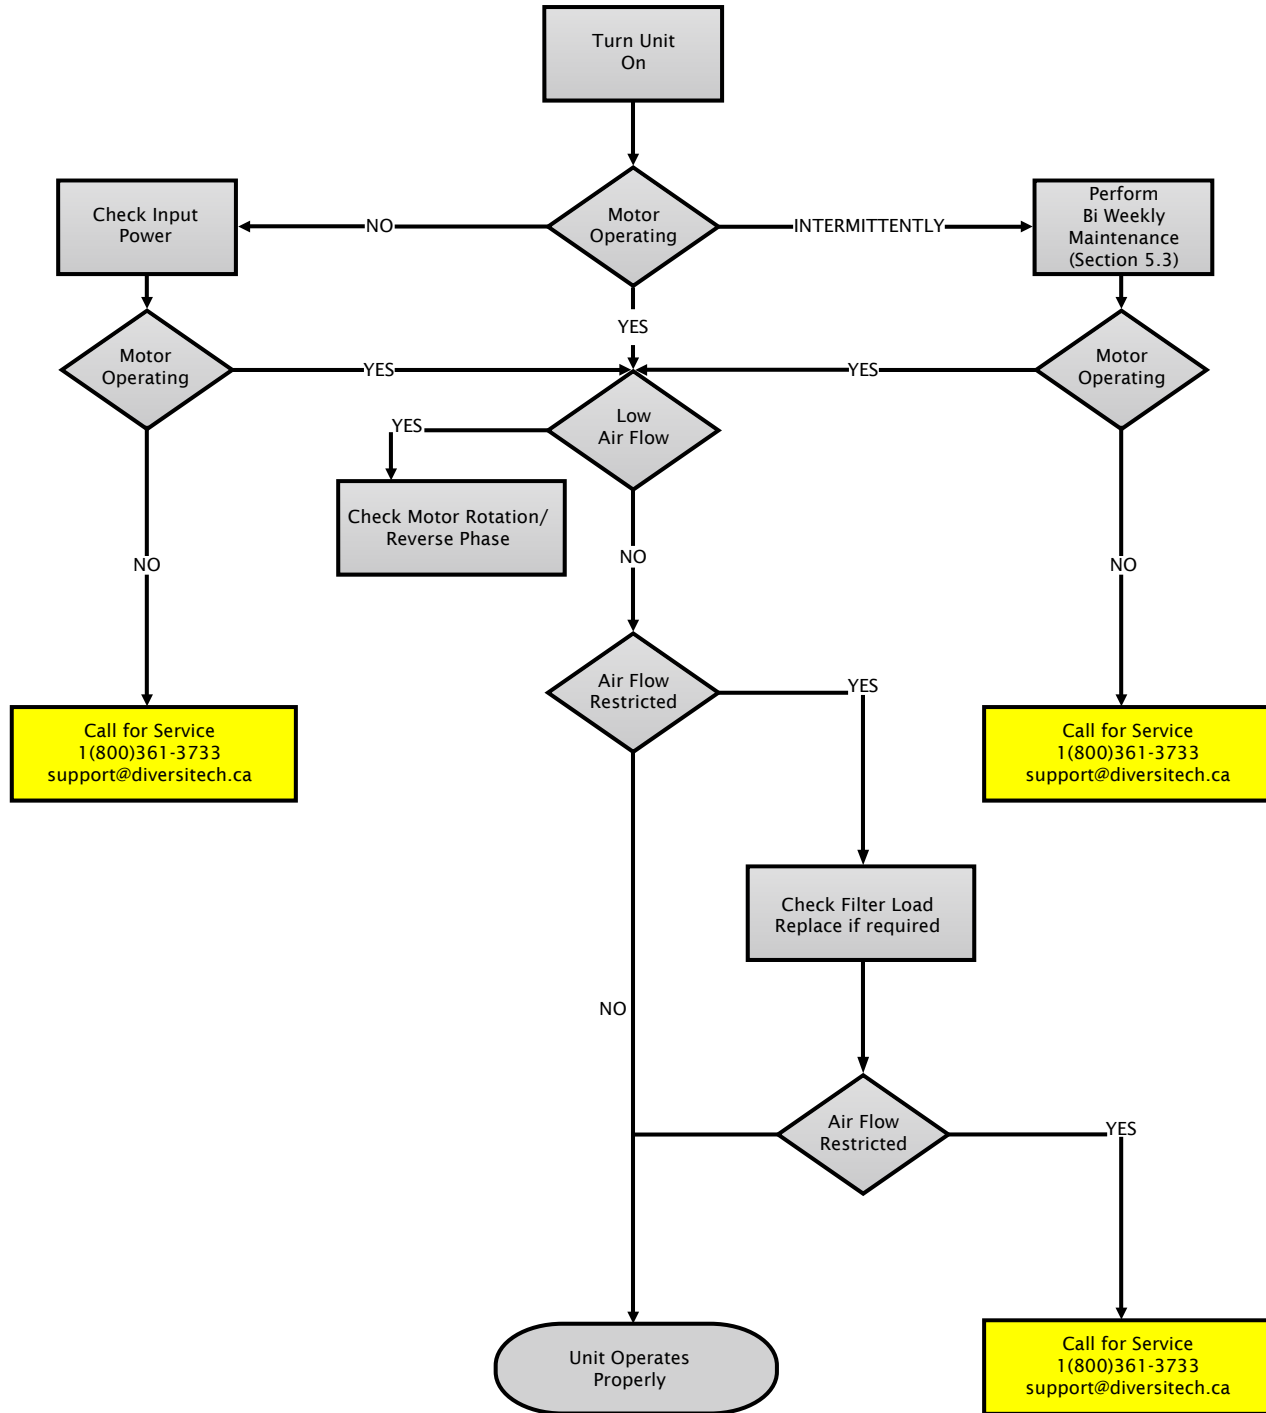 Turn Unit
On
Motor
Operating
NO
INTERMITTENTLY
Check Input
Power
Perform
Bi Weekly
Maintenance
(Section 5.3)
YES
Motor
Operating
YES
YES
Motor
Operating
Low
Air Flow
YES
Check Motor Rotation/
Reverse Phase
NO
NO
NO
Air Flow
Restricted
YES
Call for Service
1(800)361-3733
support@diversitech.ca
Call for Service
1(800)361-3733
support@diversitech.ca
Check Filter Load
Replace if required
NO
Air Flow
Restricted
YES
Unit Operates
Properly
Call for Service
1(800)361-3733
support@diversitech.ca